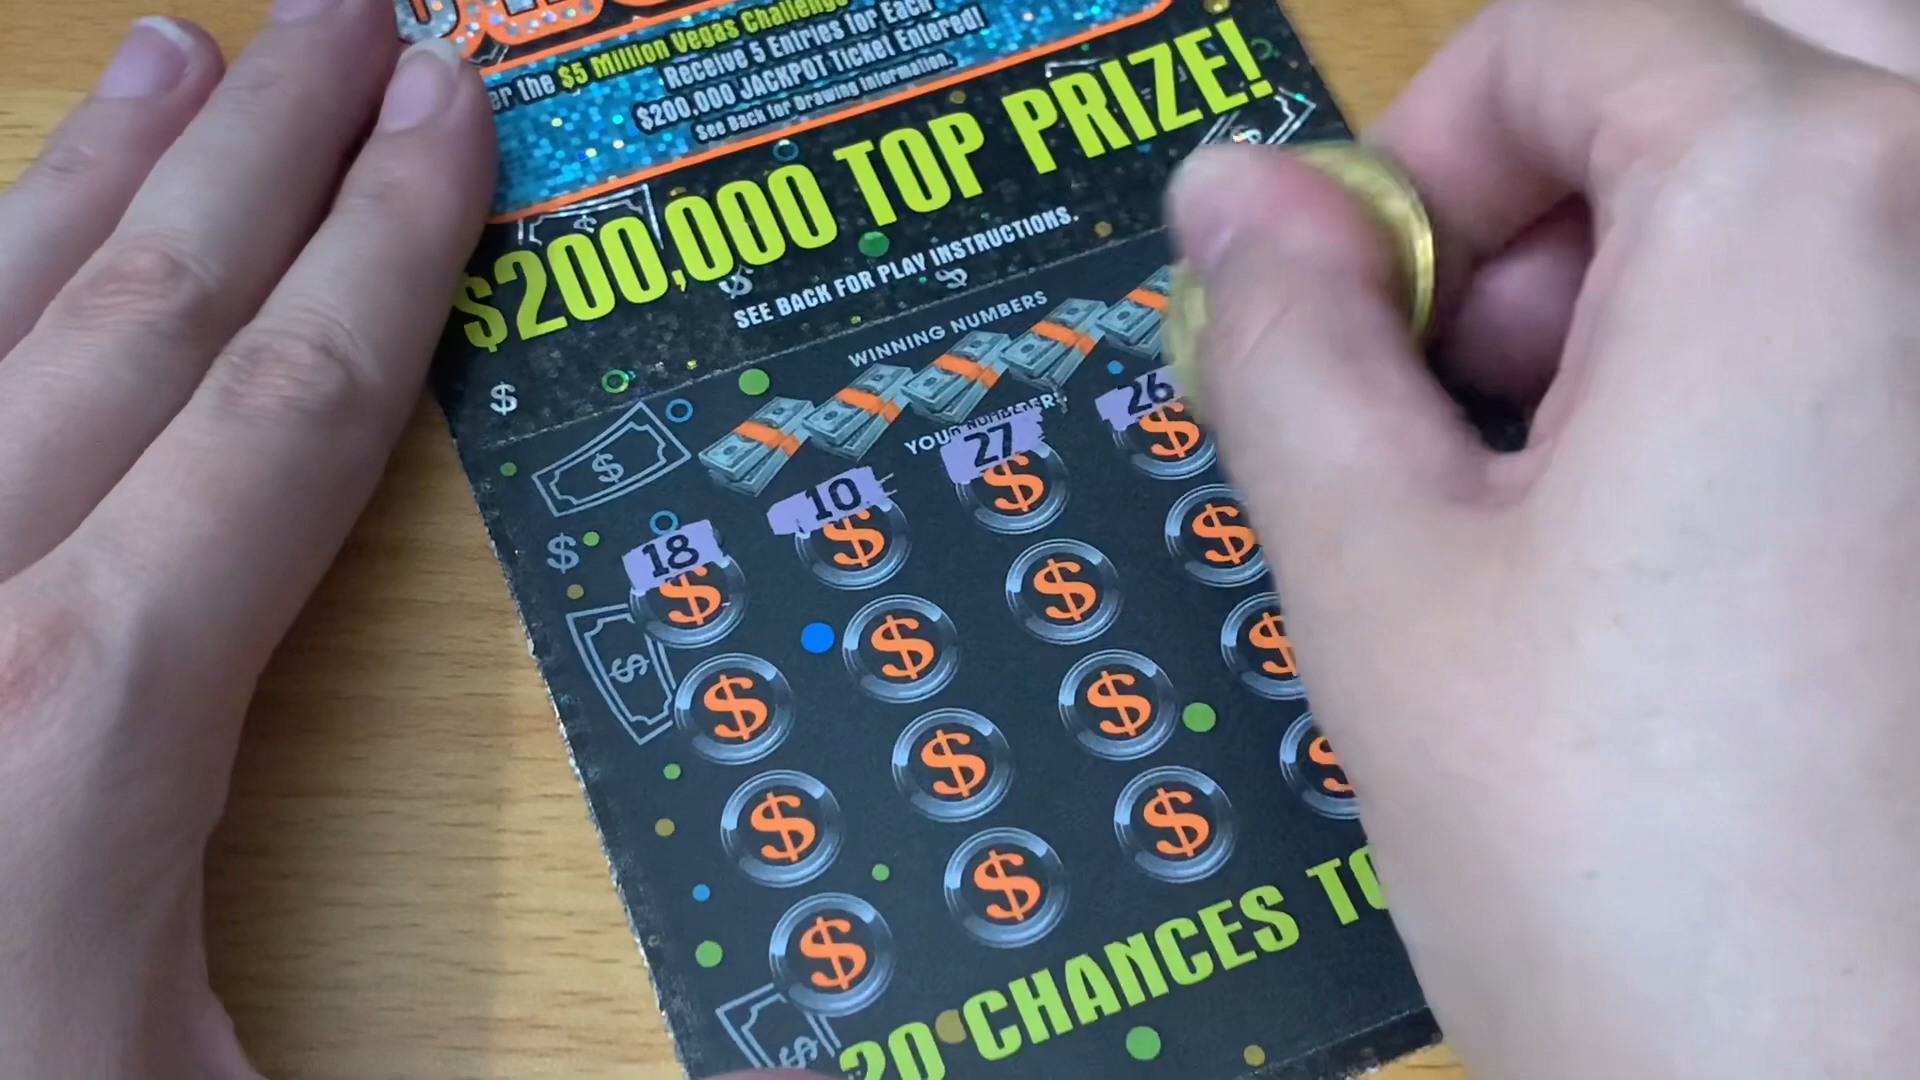 er the $5 Million Vegas Challenge
Receive 5 Entries for Each
$200,000 JACKPOT Ticket Entered!
See Back for Drawing Information.
$200,000 TOP PRIZE!
SEE BACK FOR PLAY INSTRUCTIONS.
WINNING NUMBERS
YOUR NUMBERS
26
27
10
18
20 CHANCES TO